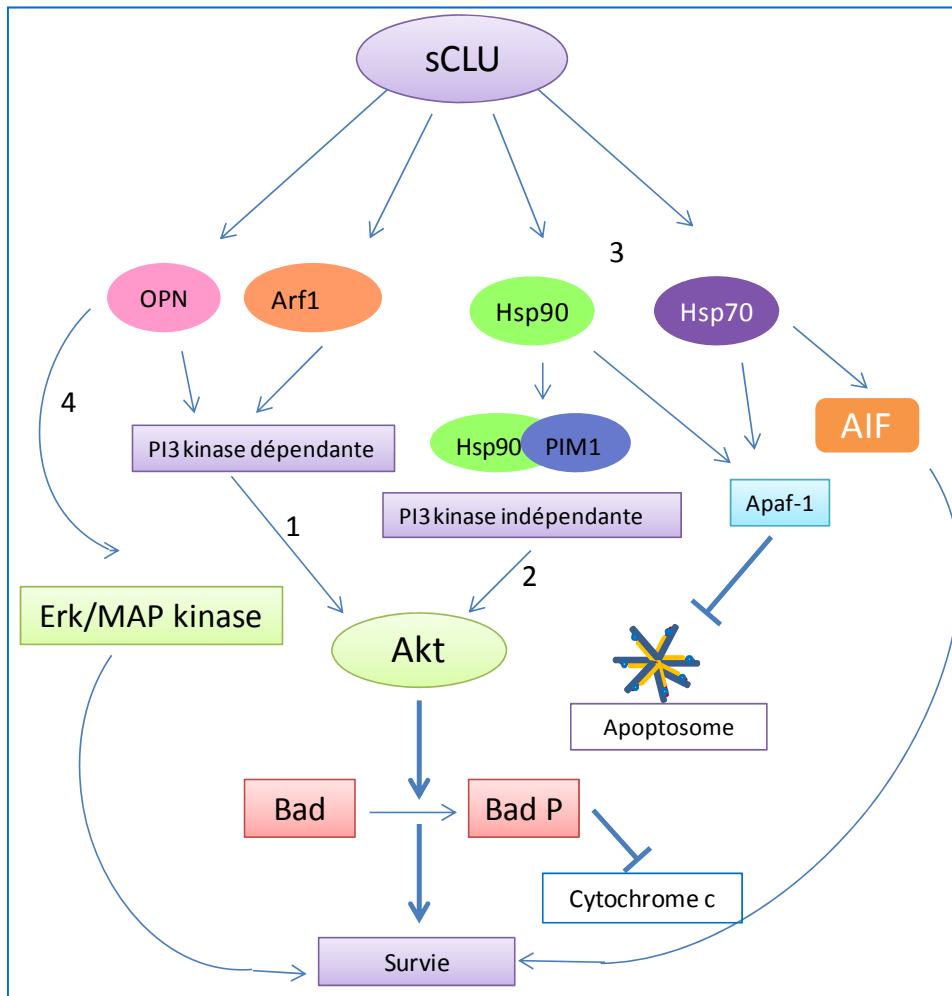 sCLU
3
OPN
Arf1
Hsp90
Hsp70
4
AIF
PI3 kinase dépendante
Hsp90
PIM1
PI3 kinase indépendante
Apaf-1
1
2
Erk/MAP kinase
Akt
Apoptosome
Bad
Bad P
Cytochrome c
Survie